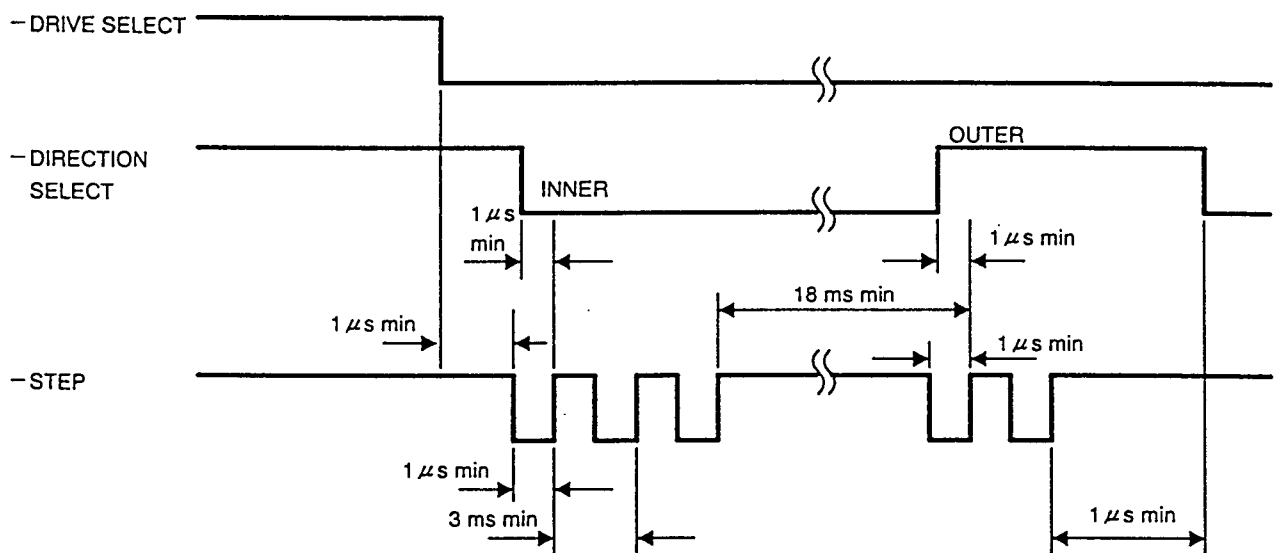 −DRIVE SELECT
−DIRECTION
SELECT
OUTER
INNER
1 μs
min
1 μs min
18 ms min
1 μs min
1 μs min
−STEP
1 μs min
3 ms min
1 μs min